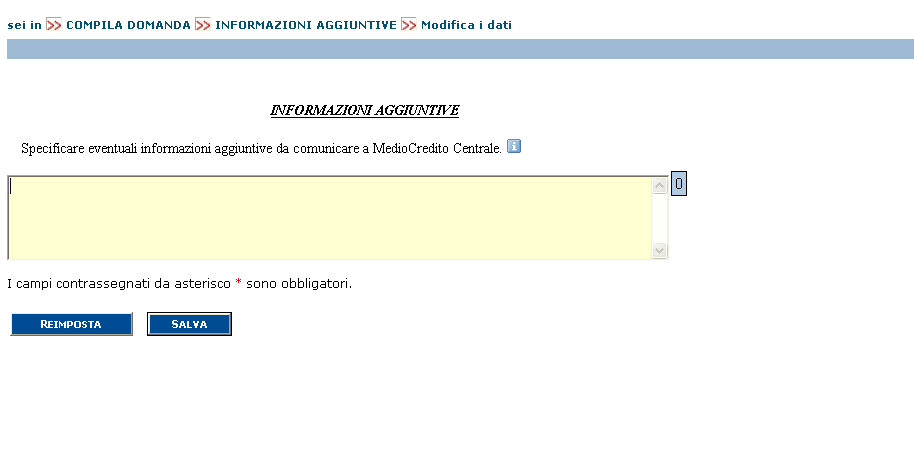 sei in >> COMPILA DOMANDA >> INFORMAZIONI AGGIUNTIVE >> Modifica i dati
INFORMAZIONI AGGIUNTIVE
Specificare eventuali informazioni aggiuntive da comunicare a MedioCredito Centrale. i
0
I campi contrassegnati da asterisco * sono obbligatori.
REIMPOSTA SALVA